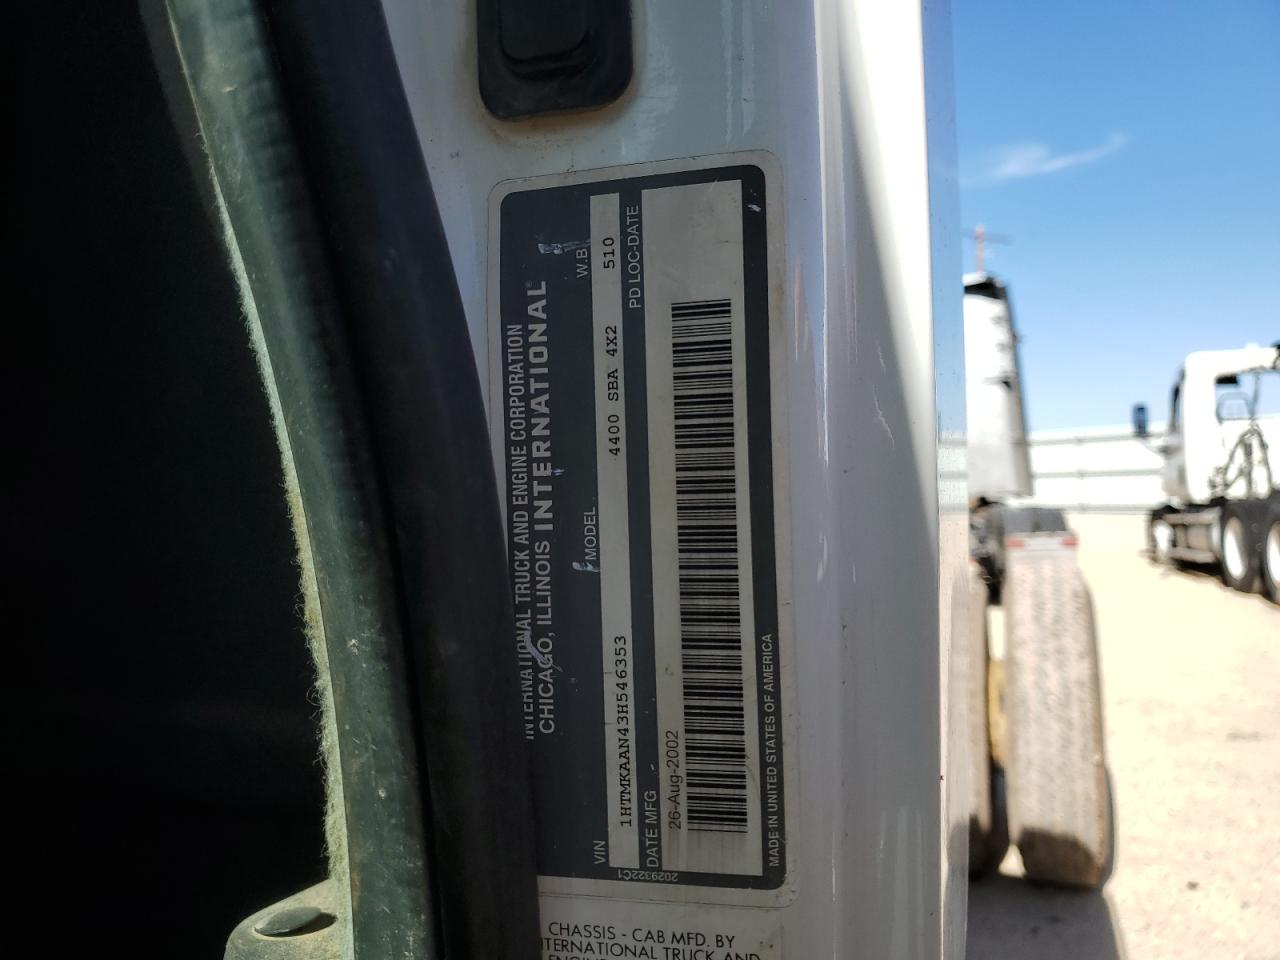 INTERNATIONAL TRUCK AND ENGINE CORPORATION
CHICAGO, ILLINOIS INTERNATIONAL®
VIN MODEL W.B.
1HTMKAAN43H546353 4400 SBA 4X2 510
DATE MFG PD LOC-DATE
26-Aug-2002
MADE IN UNITED STATES OF AMERICA
2029322C1
CHASSIS - CAB MFD. BY
INTERNATIONAL TRUCK AND